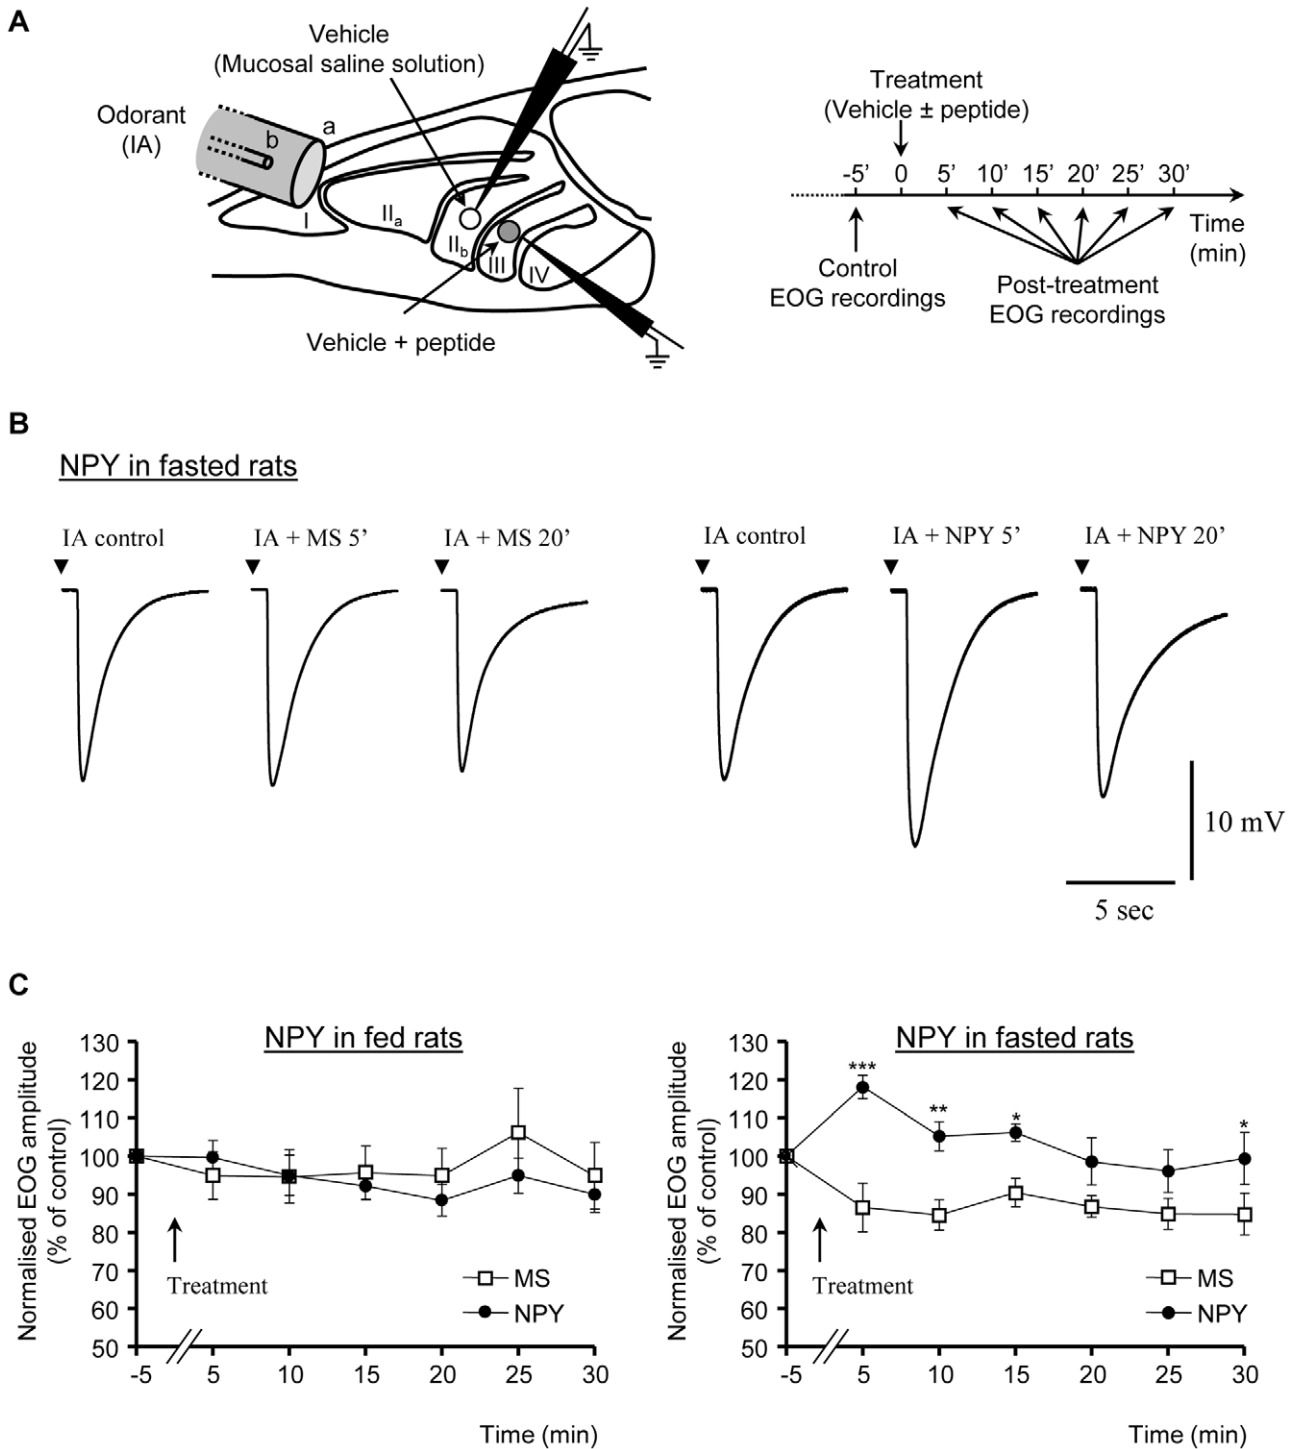 A
Vehicle
(Mucosal saline solution)
Odorant
(IA)
b
a
I
IIa
IIb
III
IV
Vehicle + peptide
Treatment
(Vehicle ± peptide)
-5’ 0 5’ 10’ 15’ 20’ 25’ 30’
Time
(min)
Control
EOG recordings
Post-treatment
EOG recordings
B
NPY in fasted rats
IA control
IA + MS 5’
IA + MS 20’
IA control
IA + NPY 5’
IA + NPY 20’
10 mV
5 sec
C
NPY in fed rats
Normalised EOG amplitude
(% of control)
130
120
110
100
90
80
70
60
50
Treatment
MS
NPY
-5 5 10 15 20 25 30
Time (min)
NPY in fasted rats
Normalised EOG amplitude
(% of control)
130
120
110
100
90
80
70
60
50
***
**
*
*
Treatment
MS
NPY
-5 5 10 15 20 25 30
Time (min)